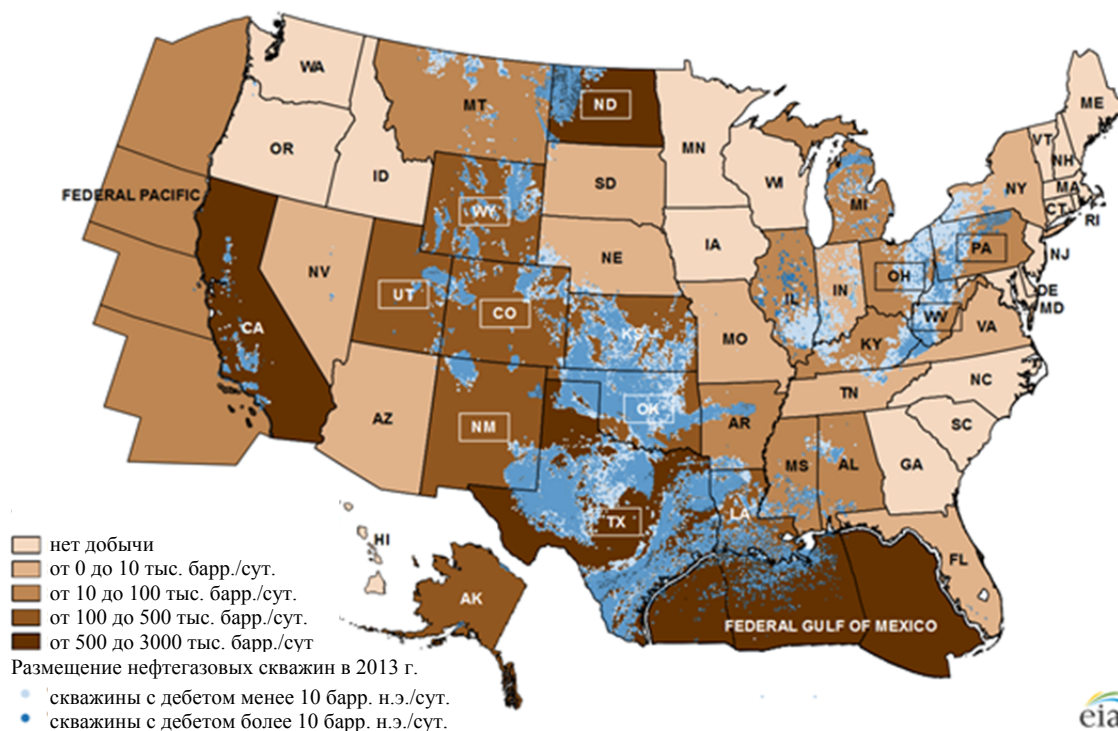 WA
MT
ND
MN
ME
VT
NH
OR
ID
SD
WI
MI
NY
MA
CT
RI
FEDERAL PACIFIC
WY
IA
NE
PA
NJ
NV
UT
CO
KS
IL
IN
OH
DE
MD
WV
VA
CA
MO
KY
NC
AZ
NM
OK
AR
TN
SC
MS
AL
GA
TX
LA
FL
HI
AK
FEDERAL GULF OF MEXICO
нет добычи
от 0 до 10 тыс. барр./сут.
от 10 до 100 тыс. барр./сут.
от 100 до 500 тыс. барр./сут.
от 500 до 3000 тыс. барр./сут
Размещение нефтегазовых скважин в 2013 г.
скважины с дебетом менее 10 барр. н.э./сут.
скважины с дебетом более 10 барр. н.э./сут.
eia